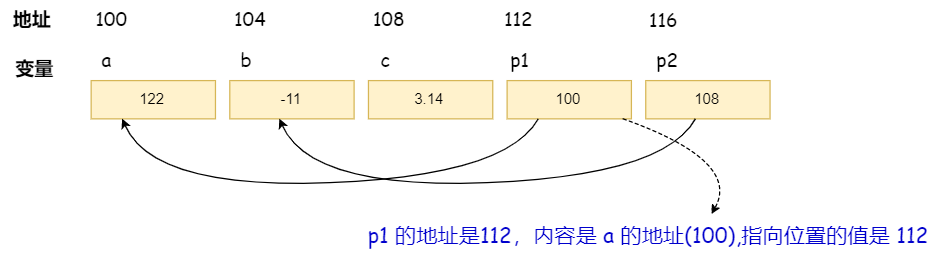 地址 100 104 108 112 116
变量 a b c p1 p2
122 -11 3.14 100 108
p1 的地址是112，内容是 a 的地址(100),指向位置的值是 112